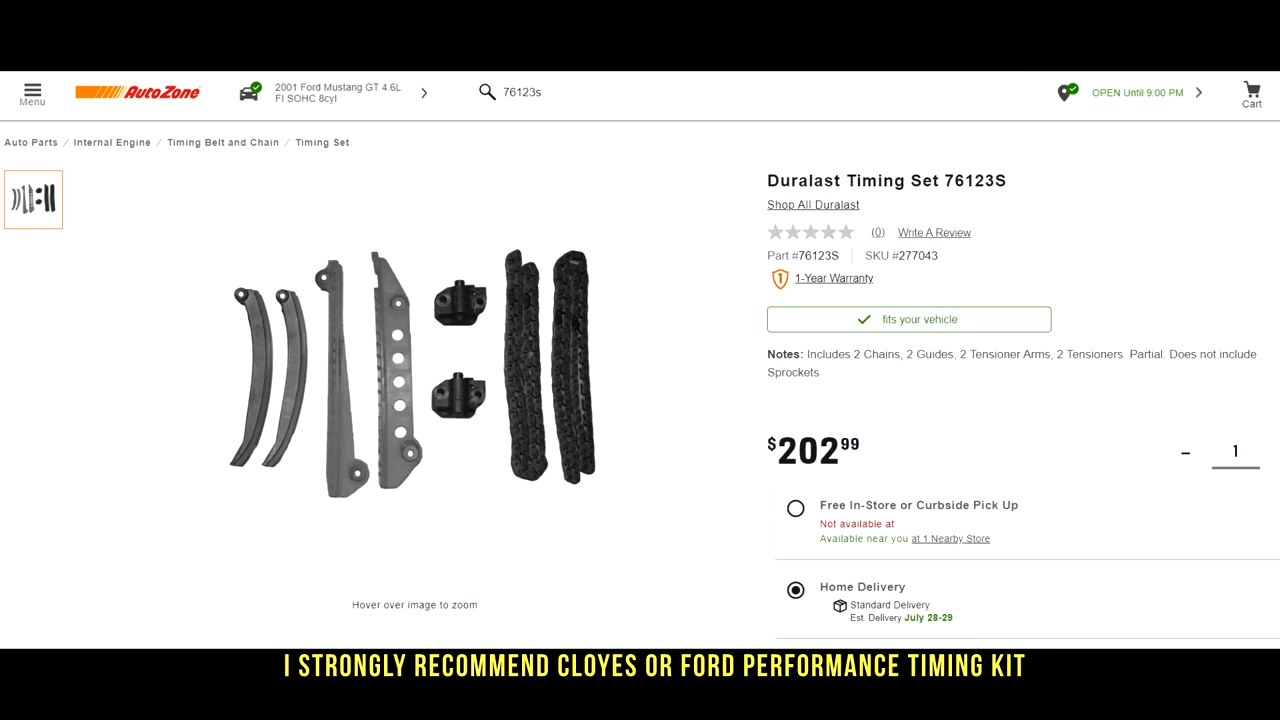 Menu
AutoZone
2001 Ford Mustang GT 4.6L
FI SOHC 8cyl
76123s
OPEN Until 9:00 PM
Cart
Auto Parts / Internal Engine / Timing Belt and Chain / Timing Set
Duralast Timing Set 76123S
Shop All Duralast
(0) Write A Review
Part #76123S SKU #277043
1 1-Year Warranty
fits your vehicle
Notes: Includes 2 Chains, 2 Guides, 2 Tensioner Arms, 2 Tensioners. Partial. Does not include
Sprockets
$202 99
– 1
Free In-Store or Curbside Pick Up
Not available at
Available near you at 1 Nearby Store
Home Delivery
Standard Delivery
Est. Delivery July 28-29
Hover over image to zoom
I STRONGLY RECOMMEND CLOYES OR FORD PERFORMANCE TIMING KIT